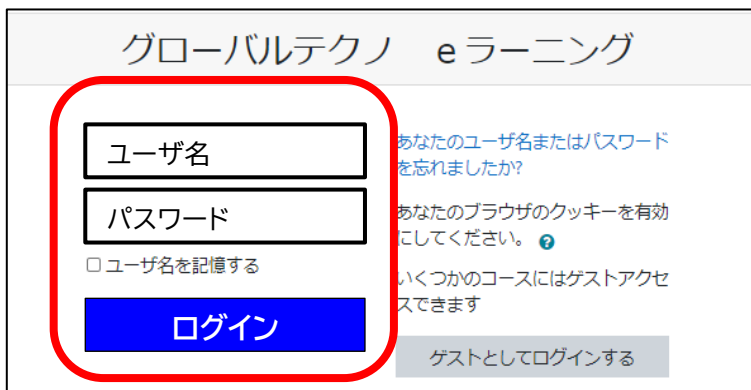 グローバルテクノ　eラーニング
ユーザ名
パスワード
ユーザ名を記憶する
ログイン
あなたのユーザ名またはパスワード
を忘れましたか?
あなたのブラウザのクッキーを有効
にしてください。
いくつかのコースにはゲストアクセ
スできます
ゲストとしてログインする